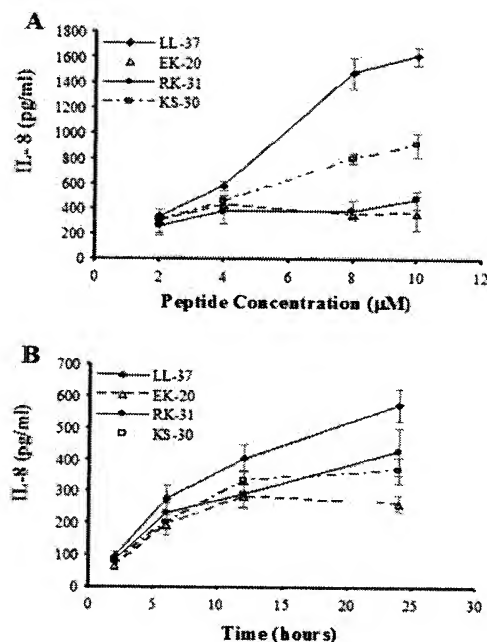 A
LL-37
EK-20
RK-31
KS-30
1800
1600
1400
1200
1000
800
600
400
200
0
IL-8 (pg/ml)
0 2 4 6 8 10 12
Peptide Concentration (μM)
B
LL-37
EK-20
RK-31
KS-30
700
600
500
400
300
200
100
0
IL-8 (pg/ml)
0 5 10 15 20 25 30
Time (hours)